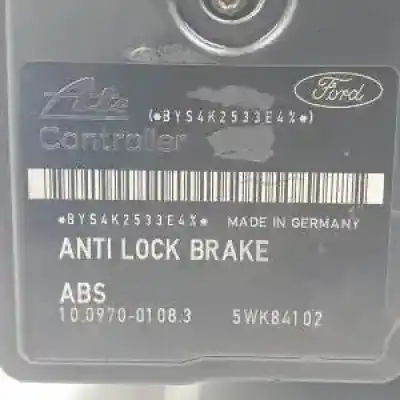 Ate
(*BYS4K2533E4%*)
Ford
Controller
*BYS4K2533E4%* MADE IN GERMANY
ANTI LOCK BRAKE
ABS
10.0970-0108.3 5WK84102